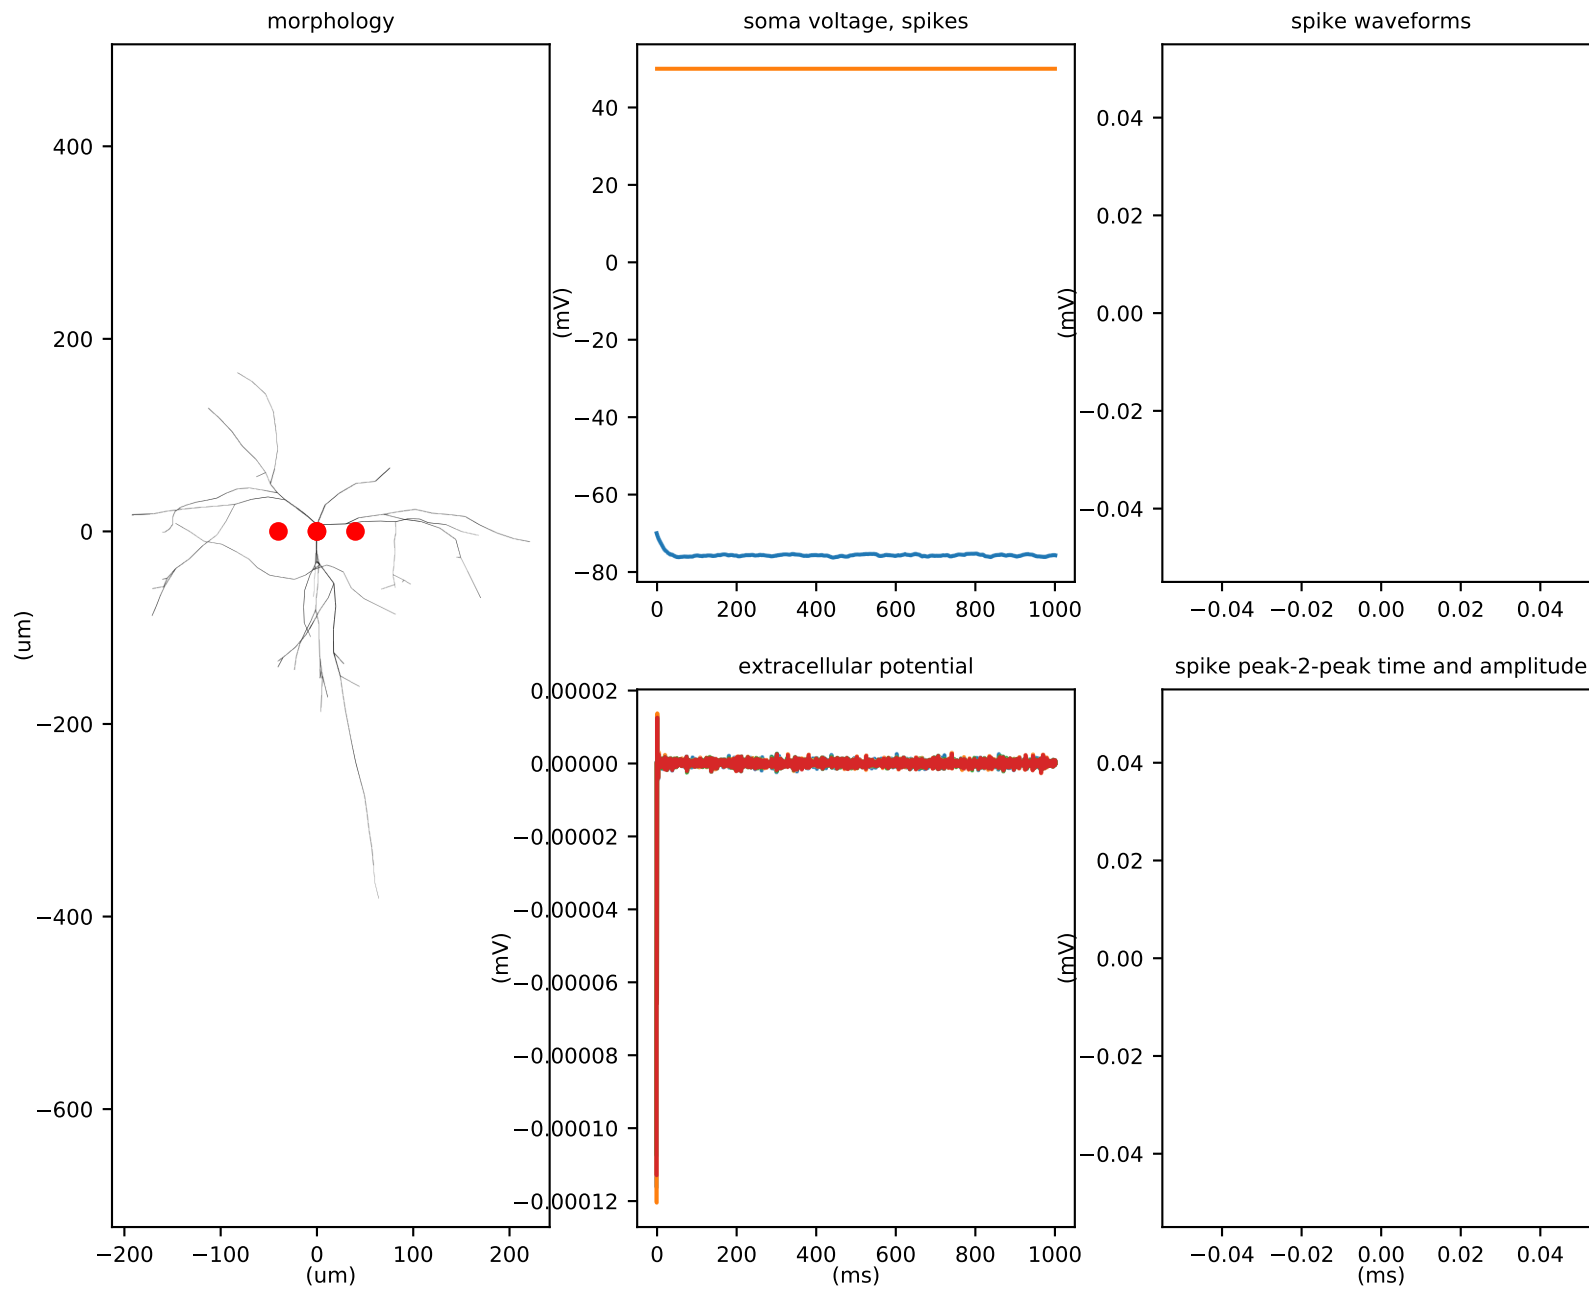 morphology
400
200
0
−200
−400
−600
(um)
−200 −100 0 100 200
(um)
soma voltage, spikes
40
20
0
−20
−40
−60
−80
(mV)
0 200 400 600 800 1000
spike waveforms
0.04
0.02
0.00
−0.02
−0.04
(mV)
−0.04 −0.02 0.00 0.02 0.04
extracellular potential
0.00002
0.00000
−0.00002
−0.00004
−0.00006
−0.00008
−0.00010
−0.00012
(mV)
0 200 400 600 800 1000
(ms)
spike peak-2-peak time and amplitude
0.04
0.02
0.00
−0.02
−0.04
(mV)
−0.04 −0.02 0.00 0.02 0.04
(ms)